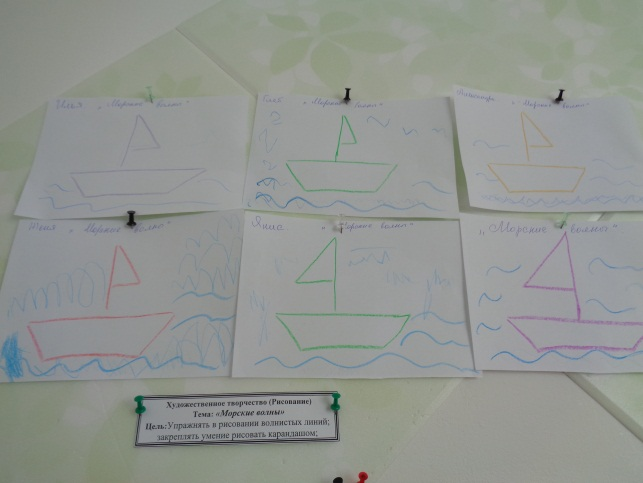 Илья „Морские волны"
Глеб „Морские волны"
„Морские волны"
Женя „Морские волны"
Янис „Морские волны"
„Морские волны"
Художественное творчество (Рисование)
Тема: «Морские волны»
Цель:Упражнять в рисовании волнистых линий;
закреплять умение рисовать карандашом;